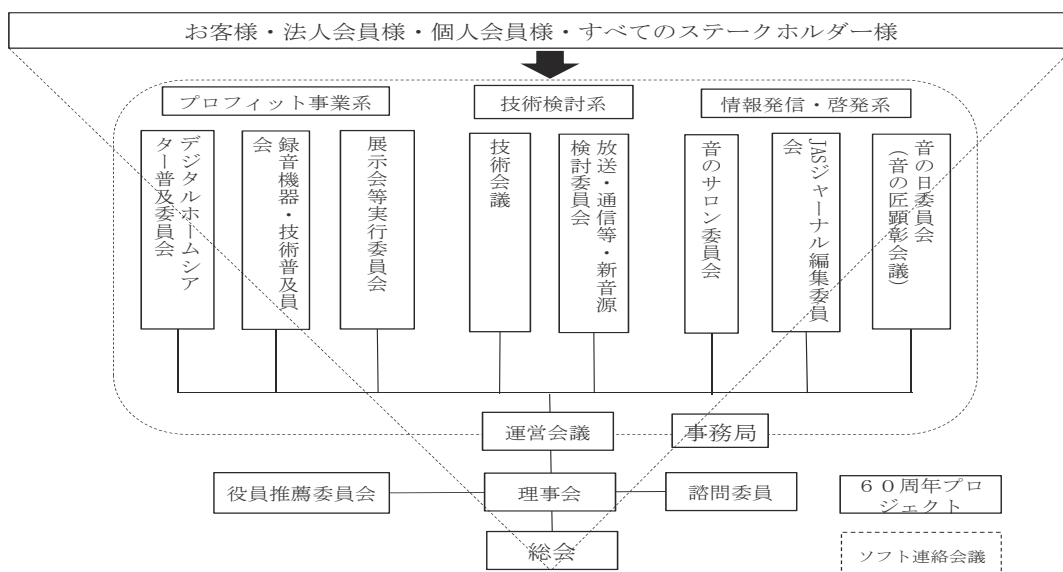 お客様・法人会員様・個人会員様・すべてのステークホルダー様
プロフィット事業系
技術検討系
情報発信・啓発系
デジタルホームシア
ター普及委員会
録音機器・技術普及員
会
展示会等実行委員会
技術会議
放送・通信等・新音源
検討委員会
音のサロン委員会
JASジャーナル編集委員
会
音の日委員会
(音の匠顕彰会議)
運営会議
事務局
役員推薦委員会
理事会
諮問委員
60周年プロ
ジェクト
総会
ソフト連絡会議